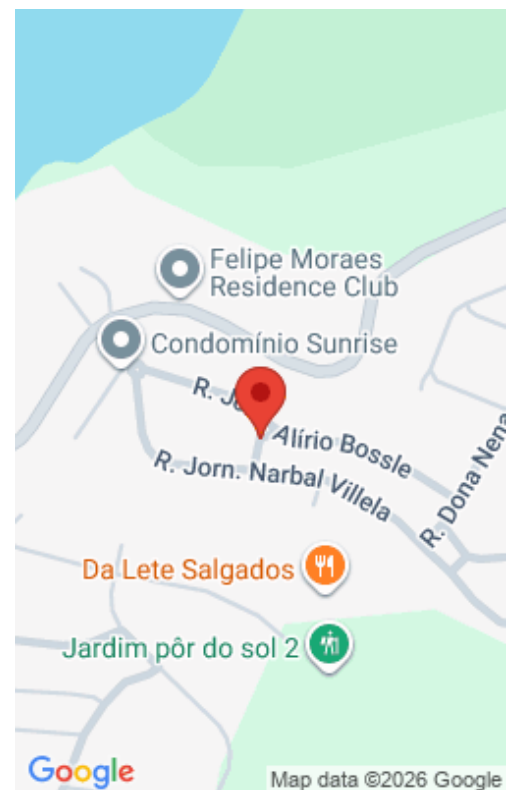 Felipe Moraes
Residence Club
Condomínio Sunrise
R. J
Alírio Bossle
R. Jorn. Narbal Villela
R. Dona Nena
Da Lete Salgados
Jardim pôr do sol 2
Google
Map data ©2026 Google